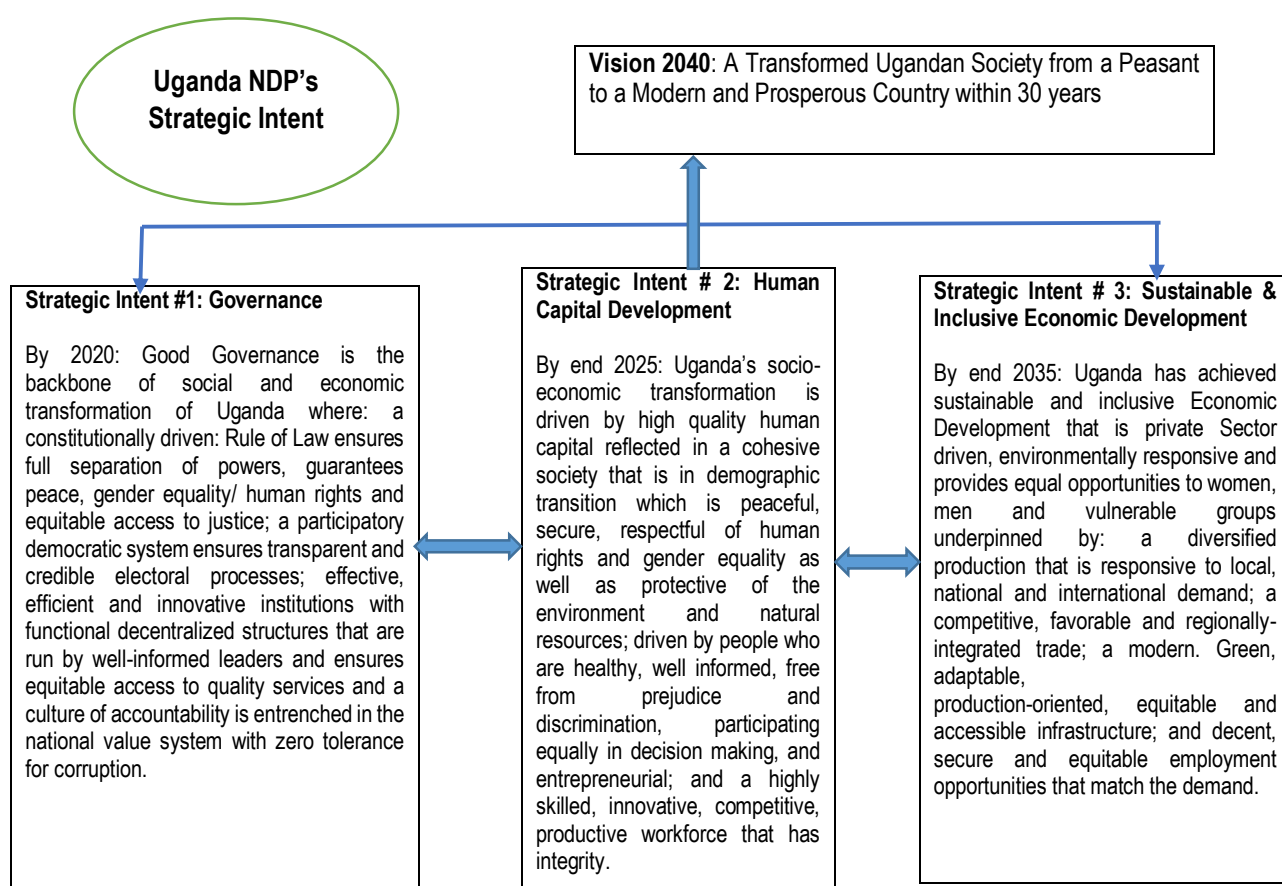 Uganda NDP’s
Strategic Intent
Vision 2040: A Transformed Ugandan Society from a Peasant
to a Modern and Prosperous Country within 30 years
Strategic Intent #1: Governance
By 2020: Good Governance is the
backbone of social and economic
transformation of Uganda where: a
constitutionally driven: Rule of Law ensures
full separation of powers, guarantees
peace, gender equality/ human rights and
equitable access to justice; a participatory
democratic system ensures transparent and
credible electoral processes; effective,
efficient and innovative institutions with
functional decentralized structures that are
run by well-informed leaders and ensures
equitable access to quality services and a
culture of accountability is entrenched in the
national value system with zero tolerance
for corruption.
Strategic Intent # 2: Human
Capital Development
By end 2025: Uganda’s socio-
economic transformation is
driven by high quality human
capital reflected in a cohesive
society that is in demographic
transition which is peaceful,
secure, respectful of human
rights and gender equality as
well as protective of the
environment and natural
resources; driven by people who
are healthy, well informed, free
from prejudice and
discrimination, participating
equally in decision making, and
entrepreneurial; and a highly
skilled, innovative, competitive,
productive workforce that has
integrity.
Strategic Intent # 3: Sustainable &
Inclusive Economic Development
By end 2035: Uganda has achieved
sustainable and inclusive Economic
Development that is private Sector
driven, environmentally responsive and
provides equal opportunities to women,
men and vulnerable groups
underpinned by: a diversified
production that is responsive to local,
national and international demand; a
competitive, favorable and regionally-
integrated trade; a modern. Green,
adaptable,
production-oriented, equitable and
accessible infrastructure; and decent,
secure and equitable employment
opportunities that match the demand.